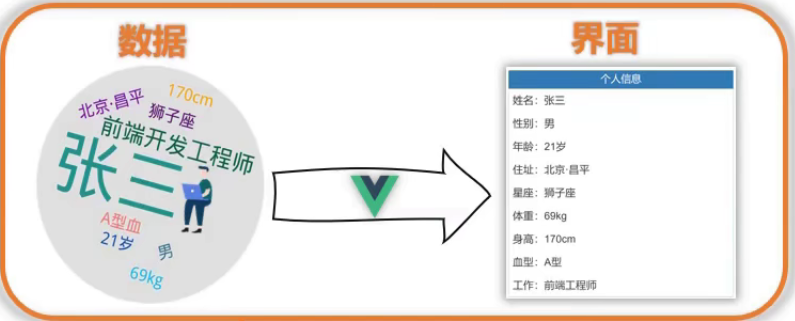 数据
北京·昌平
170cm
狮子座
前端开发工程师
张三
A型血
21岁
男
69kg
界面
个人信息
姓名：张三
性别：男
年龄：21岁
住址：北京·昌平
星座：狮子座
体重：69kg
身高：170cm
血型：A型
工作：前端工程师